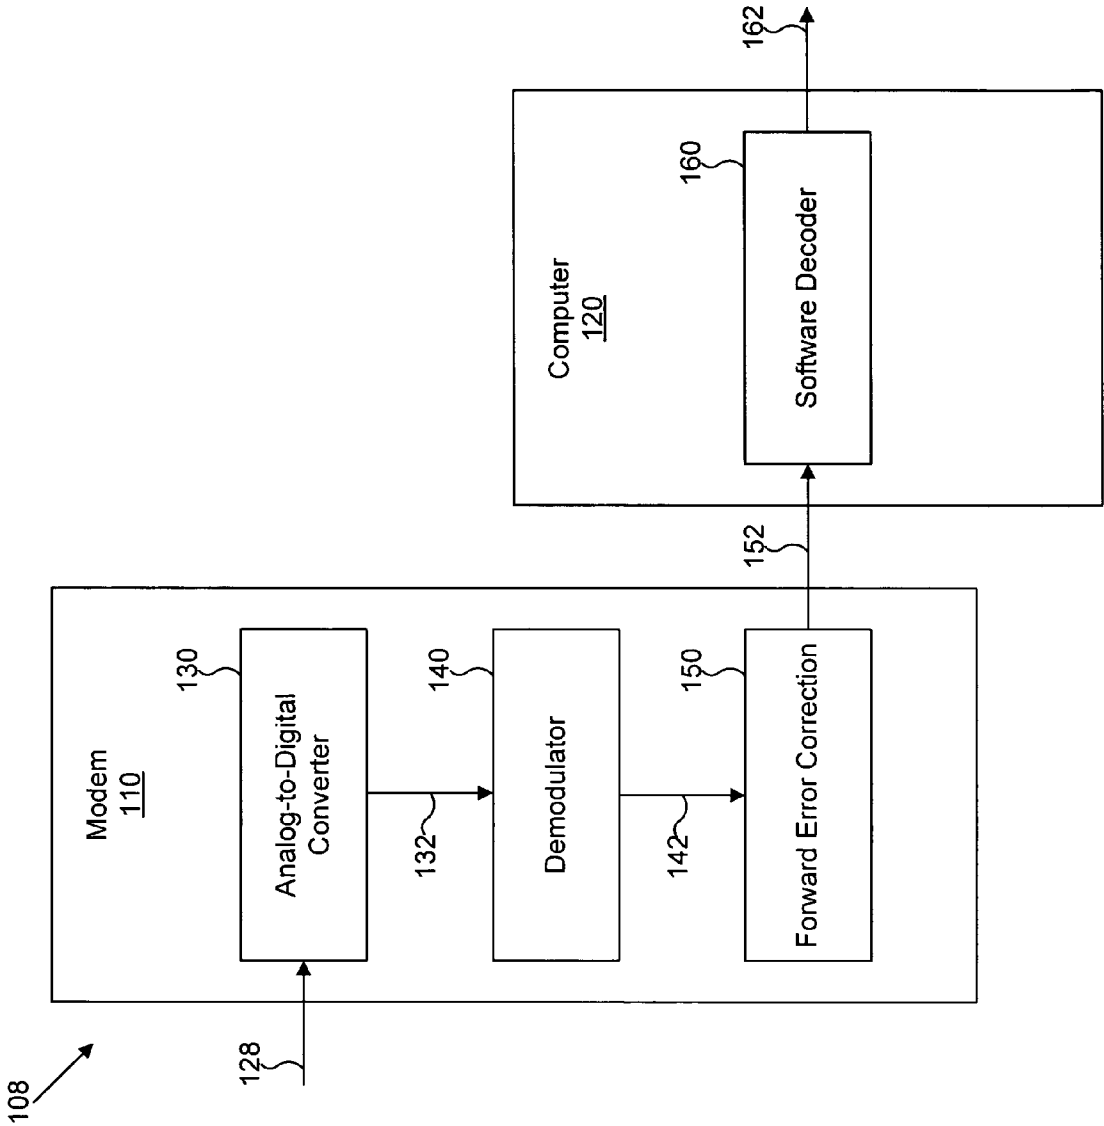 108
Modem
110
128
Analog-to-Digital
Converter
130
132
Demodulator
140
142
Forward Error Correction
150
152
Computer
120
Software Decoder
160
162